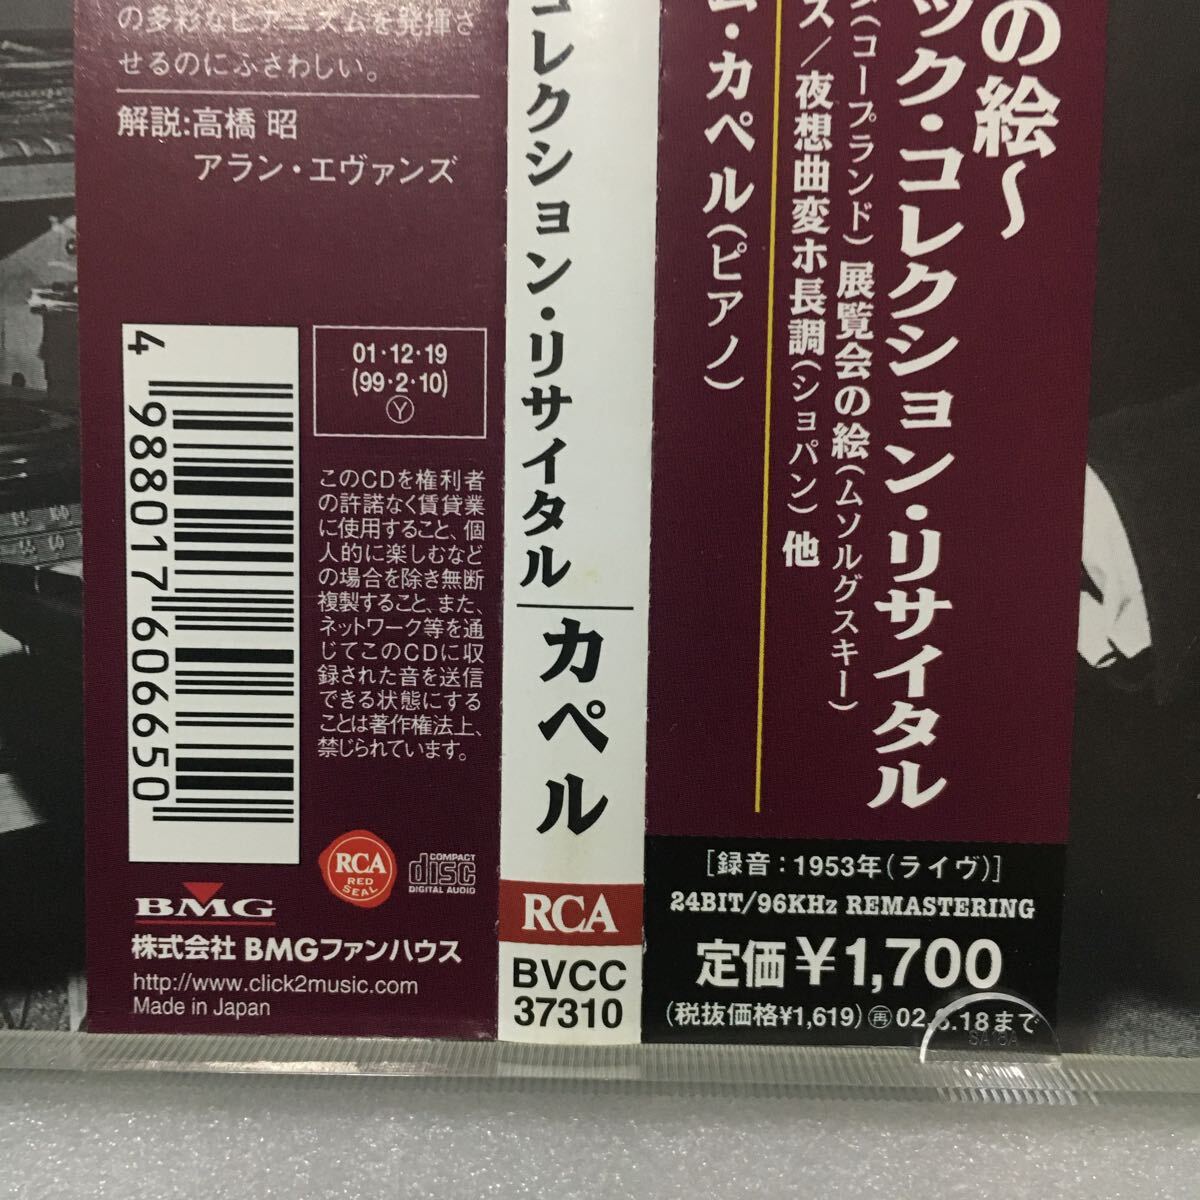 の多彩なピアニズムを発揮さ
せるのにふさわしい。
解説:高橋 昭
アラン・エヴァンズ
4 988017 606650
01・12・19
(99・2・10)
Ⓨ
このCDを権利者
の許諾なく賃貸業
に使用すること、個
人的に楽しむなど
の場合を除き無断
複製すること、また、
ネットワーク等を通
じてこのCDに収
録された音を送信
できる状態にする
ことは著作権法上、
禁じられています。
RCA
RED
SEAL
COMPACT
disc
DIGITAL AUDIO
BMG
株式会社 BMGファンハウス
http://www.click2music.com
Made in Japan
コレクション・リサイタル
カペル
RCA
BVCC
37310
の絵〜
ック・コレクション・リサイタル
(コープランド) 展覧会の絵(ムソルグスキー)
ス/夜想曲変ホ長調(ショパン) 他
ム・カペル(ピアノ)
[録音:1953年(ライヴ)]
24BIT/96KHz REMASTERING
定価¥1,700
(税抜価格¥1,619) 再 02.6.18まで